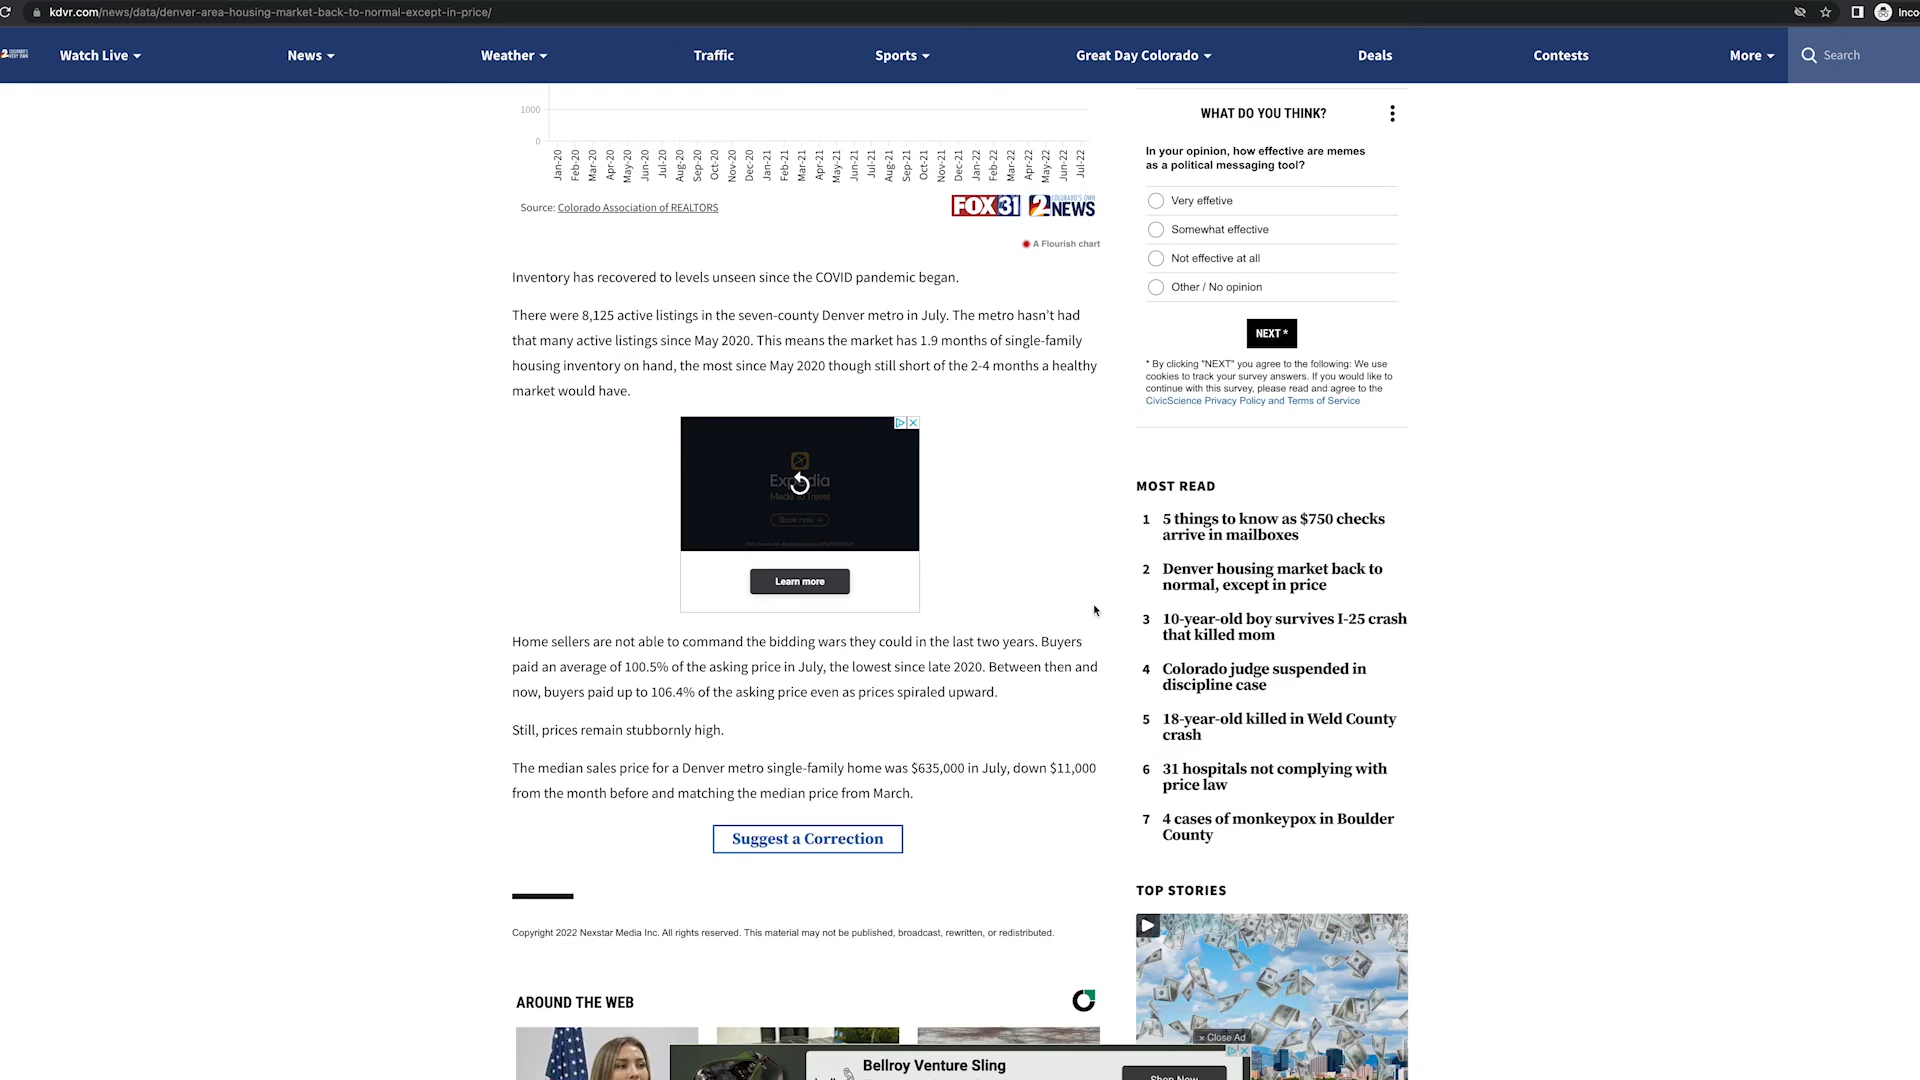 kdvr.com/news/data/denver-area-housing-market-back-to-normal-except-in-price/
Inco
2
Watch Live
News
Weather
Traffic
Sports
Great Day Colorado
Deals
Contests
More
Search
1000
0
Jan-20
Feb-20
Mar-20
Apr-20
May-20
Jun-20
Jul-20
Aug-20
Sep-20
Oct-20
Nov-20
Dec-20
Jan-21
Feb-21
Mar-21
Apr-21
May-21
Jun-21
Jul-21
Aug-21
Sep-21
Oct-21
Nov-21
Dec-21
Jan-22
Feb-22
Mar-22
Apr-22
May-22
Jun-22
Jul-22
Source: Colorado Association of REALTORS
FOX 31
2 COLORADO'S OWN
NEWS
A Flourish chart
Inventory has recovered to levels unseen since the COVID pandemic began.
There were 8,125 active listings in the seven-county Denver metro in July. The metro hasn't had
that many active listings since May 2020. This means the market has 1.9 months of single-family
housing inventory on hand, the most since May 2020 though still short of the 2-4 months a healthy
market would have.
Expedia
Made to Travel
Book now
Learn more
Home sellers are not able to command the bidding wars they could in the last two years. Buyers
paid an average of 100.5% of the asking price in July, the lowest since late 2020. Between then and
now, buyers paid up to 106.4% of the asking price even as prices spiraled upward.
Still, prices remain stubbornly high.
The median sales price for a Denver metro single-family home was $635,000 in July, down $11,000
from the month before and matching the median price from March.
Suggest a Correction
Copyright 2022 Nexstar Media Inc. All rights reserved. This material may not be published, broadcast, rewritten, or redistributed.
AROUND THE WEB
WHAT DO YOU THINK?
In your opinion, how effective are memes
as a political messaging tool?
Very effetive
Somewhat effective
Not effective at all
Other / No opinion
NEXT *
* By clicking "NEXT" you agree to the following: We use
cookies to track your survey answers. If you would like to
continue with this survey, please read and agree to the
CivicScience Privacy Policy and Terms of Service
MOST READ
1 5 things to know as $750 checks
arrive in mailboxes
2 Denver housing market back to
normal, except in price
3 10-year-old boy survives I-25 crash
that killed mom
4 Colorado judge suspended in
discipline case
5 18-year-old killed in Weld County
crash
6 31 hospitals not complying with
price law
7 4 cases of monkeypox in Boulder
County
TOP STORIES
× Close Ad
Bellroy Venture Sling
Shop Now